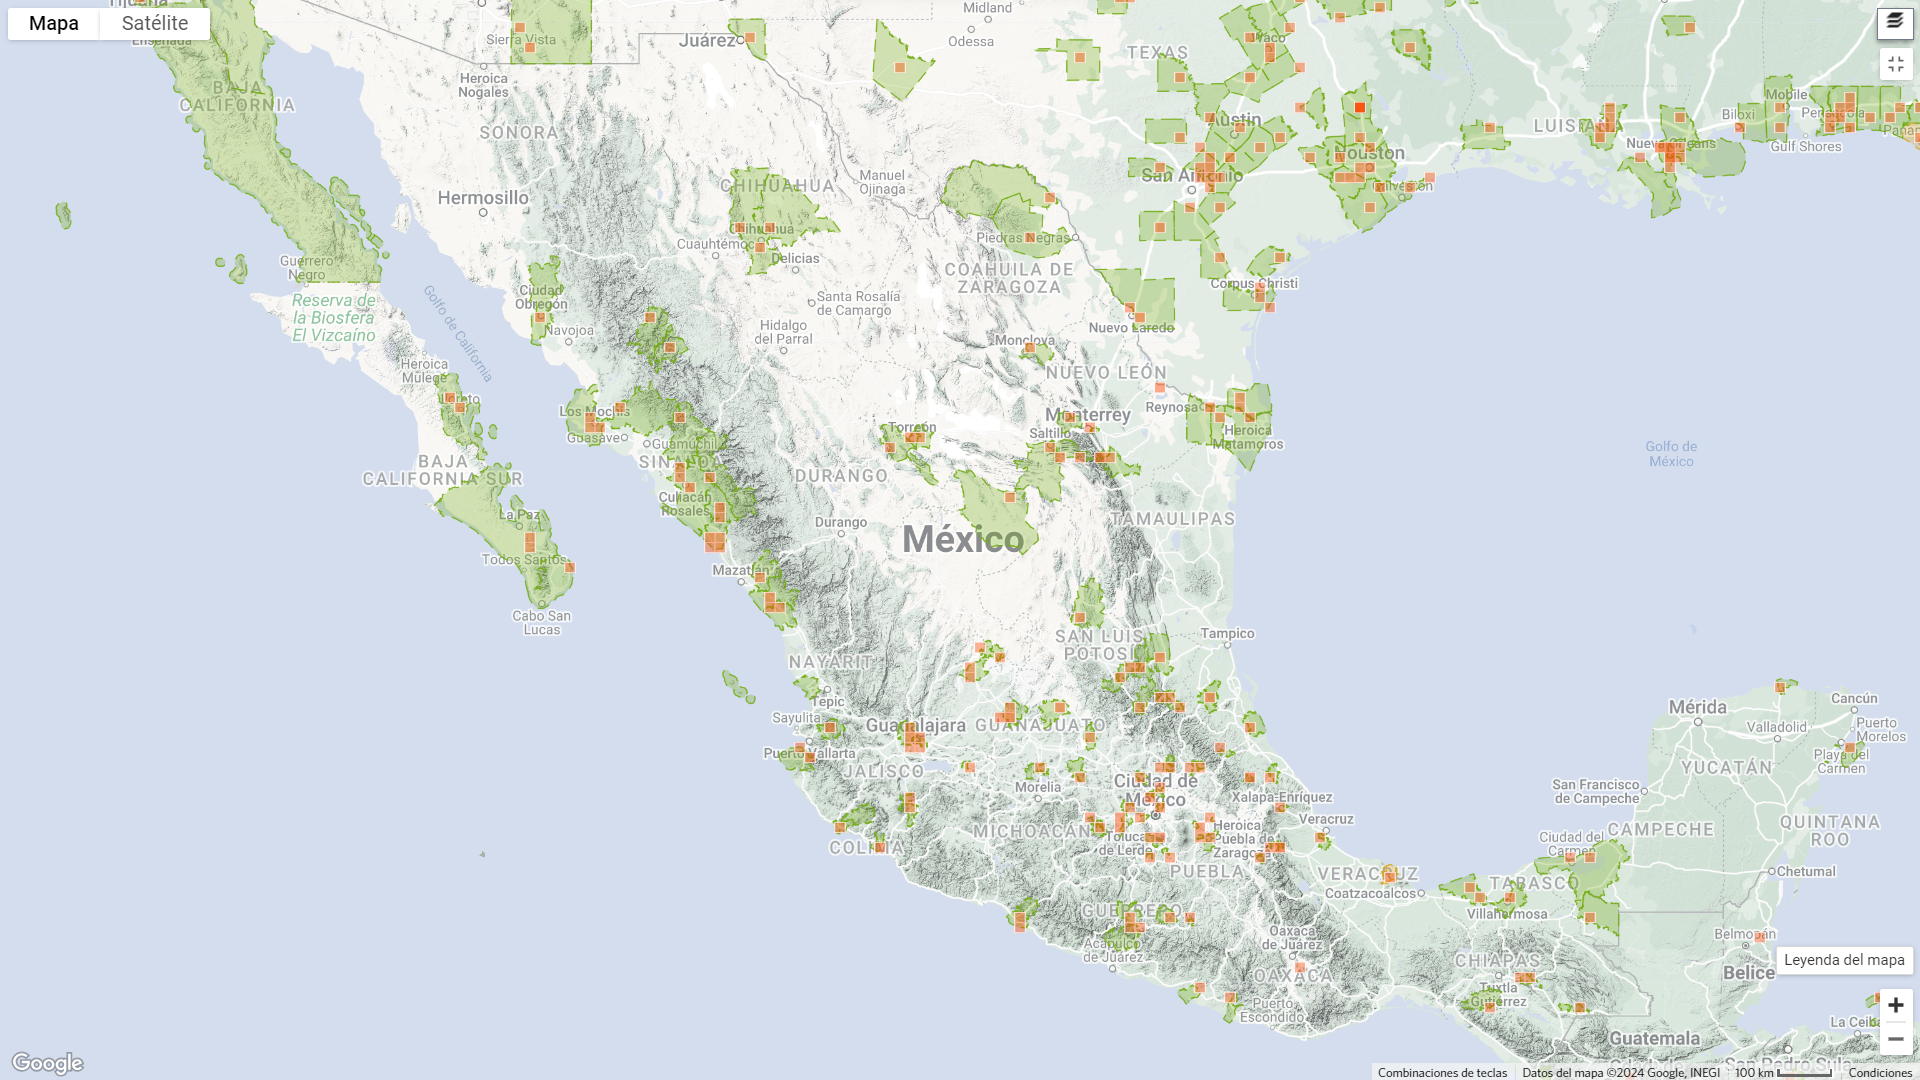 Mapa
Satélite
Ensenada
BAJA
CALIFORNIA
Sierra Vista
Juárez
Heroica
Nogales
SONORA
Hermosillo
Midland
Odessa
TEXAS
Waco
Austin
San Antonio
Houston
Galveston
Mobile
Biloxi
Gulf Shores
Nueva Orleans
CHIHUAHUA
Manuel
Ojinaga
Chihuahua
Cuauhtémoc
Delicias
Piedras Negras
COAHUILA DE
ZARAGOZA
Corpus Christi
Guerrero
Negro
Reserva de
la Biosfera
El Vizcaíno
Golfo de California
Ciudad
Obregón
Navojoa
Santa Rosalía
de Camargo
Hidalgo
del Parral
Nuevo Laredo
Monclova
NUEVO LEÓN
Heroica
Mulegé
Loreto
Los Mochis
Guasave
Guamúchil
SINALOA
Torreón
Monterrey
Saltillo
Reynosa
Heroica
Matamoros
Golfo de
México
BAJA
CALIFORNIA SUR
DURANGO
Culiacán
Rosales
La Paz
Todos Santos
Durango
México
TAMAULIPAS
Mazatlán
Cabo San
Lucas
SAN LUIS
POTOSÍ
Tampico
NAYARIT
Tepic
Sayulita
Guadalajara
GUANAJUATO
Puerto Vallarta
JALISCO
Morelia
Ciudad de
México
Xalapa-Enríquez
Veracruz
MICHOACÁN
Toluca
de Lerdo
Heroica
Puebla de
Zaragoza
COLIMA
PUEBLA
VERACRUZ
Coatzacoalcos
GUERRERO
Acapulco
de Juárez
Oaxaca
de Juárez
OAXACA
Puerto
Escondido
TABASCO
Villahermosa
CHIAPAS
Tuxtla
Gutiérrez
Ciudad del
Carmen
CAMPECHE
San Francisco
de Campeche
Mérida
Valladolid
Cancún
Puerto
Morelos
Playa del
Carmen
YUCATÁN
QUINTANA
ROO
Chetumal
Belmopán
Belice
Guatemala
La Ceiba
San Pedro Sula
Leyenda del mapa
Google
Combinaciones de teclas
Datos del mapa ©2024 Google, INEGI
100 km
Condiciones